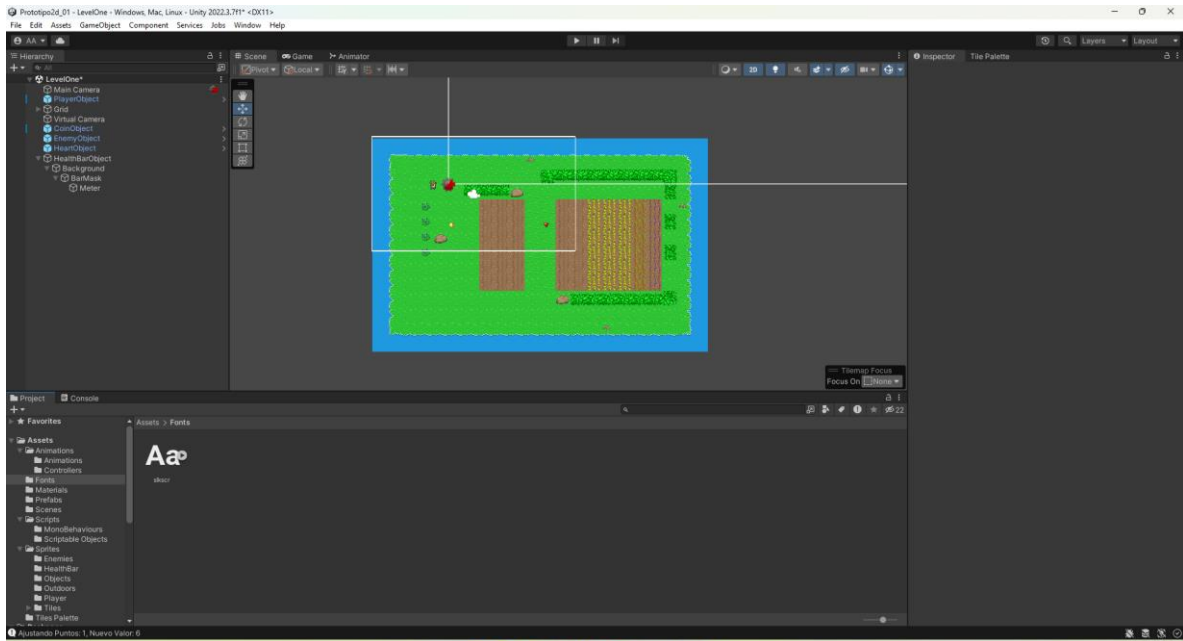 Prototipo2d_01 - LevelOne - Windows, Mac, Linux - Unity 2022.3.7f1* <DX11>
File Edit Assets GameObject Component Services Jobs Window Help
AA
Layers Layout
Hierarchy
Scene Game Animator
Inspector Tile Palette
All
Pivot Local
2D
LevelOne*
Main Camera
PlayerObject
Grid
Virtual Camera
CoinObject
EnemyObject
HeartObject
HealthBarObject
Background
BarMask
Meter
Tilemap Focus
Focus On None
Project Console
22
Favorites
Assets > Fonts
Assets
Animations
Animations
Controllers
Fonts
Materials
Prefabs
Scenes
Scripts
MonoBehaviours
Scriptable Objects
Sprites
Enemies
HealthBar
Objects
Outdoors
Player
Tiles
Tiles Palette
Aa
slkscr
Ajustando Puntos: 1, Nuevo Valor: 6